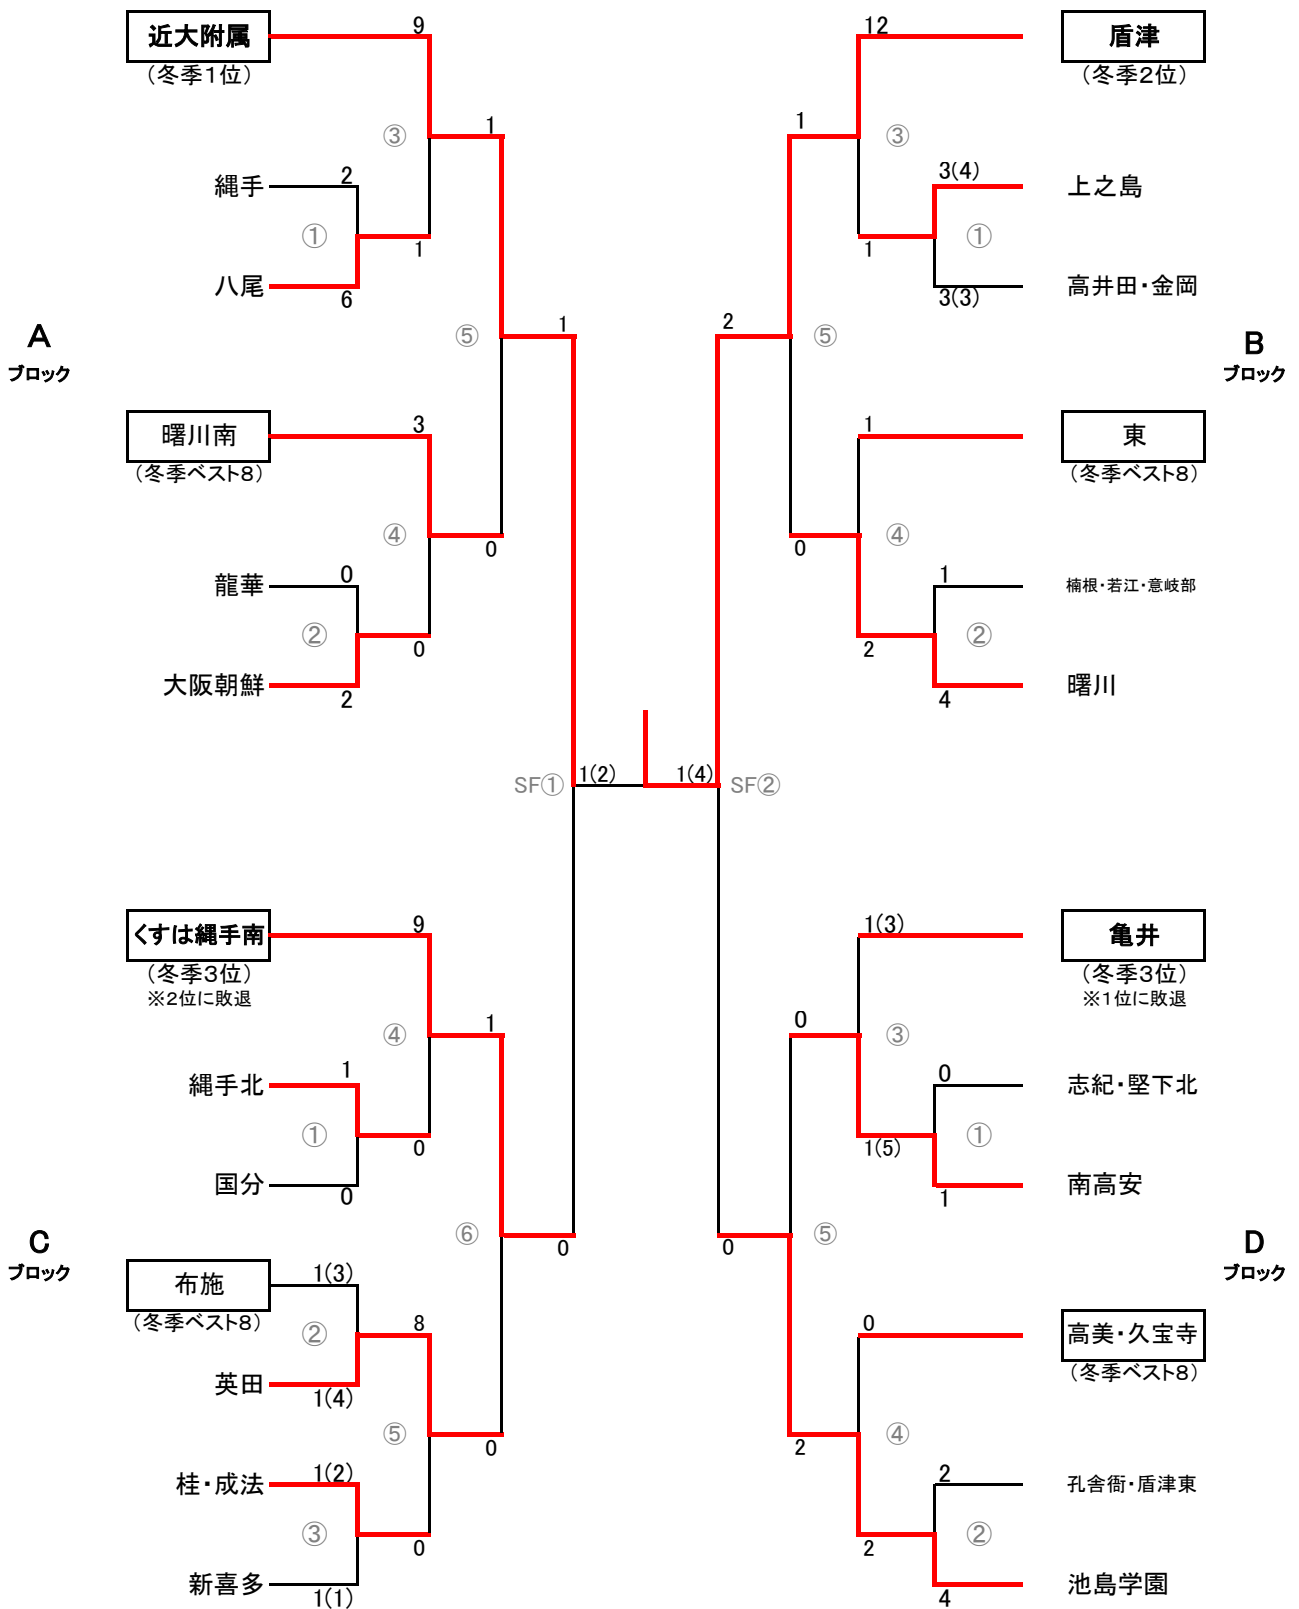 近大附属
(冬季1位)
9
③
1
縄手
2
①
八尾
6
1
A
ブロック
⑤
1
曙川南
(冬季ベスト8)
3
④
0
龍華
0
②
大阪朝鮮
2
0
SF①
1(2)
くすは縄手南
(冬季3位)
※2位に敗退
9
④
1
縄手北
1
①
国分
0
0
C
ブロック
⑥
0
布施
(冬季ベスト8)
1(3)
②
8
英田
1(4)
⑤
0
桂・成法
1(2)
③
0
新喜多
1(1)
12
盾津
(冬季2位)
1
③
3(4)
上之島
1
①
3(3)
高井田・金岡
2
⑤
B
ブロック
1
東
(冬季ベスト8)
0
④
1
楠根・若江・意岐部
2
②
4
曙川
1(4)
SF②
1(3)
亀井
(冬季3位)
※1位に敗退
0
③
0
志紀・堅下北
1(5)
①
1
南高安
0
⑤
D
ブロック
0
高美・久宝寺
(冬季ベスト8)
2
④
2
孔舎衙・盾津東
2
②
4
池島学園